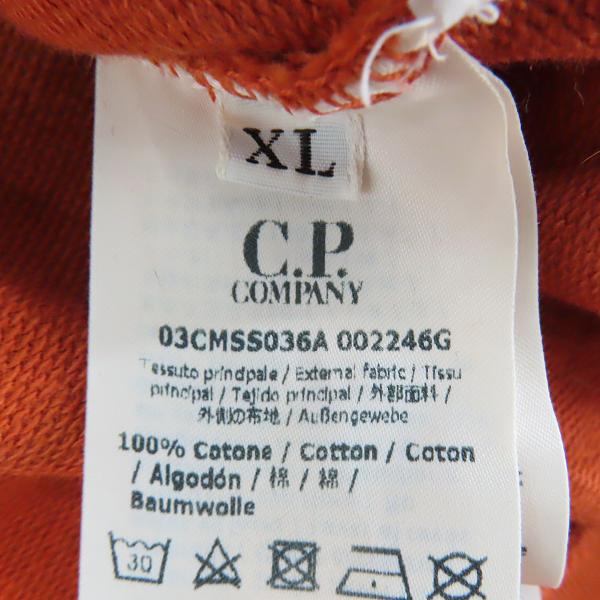 XL
C.P.
COMPANY
03CMSS036A 002246G
Tessuto principale / External fabric / Tissu
principal / Tejido principal / 外部面料 /
外側の布地 / Außengewebe
100% Cotone / Cotton / Coton
/ Algodón / 棉 / 綿 /
Baumwolle
30